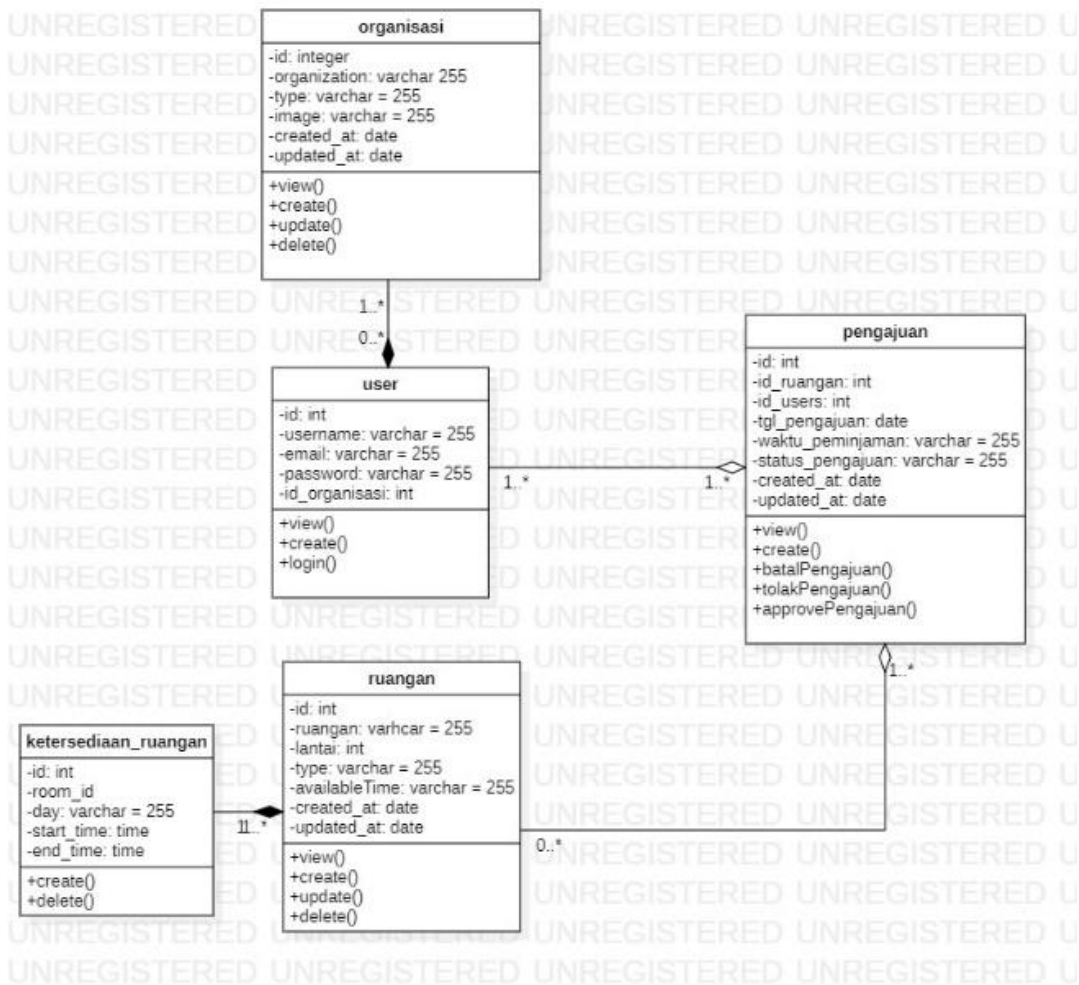 organisasi
-id: integer
-organization: varchar 255
-type: varchar = 255
-image: varchar = 255
-created_at: date
-updated_at: date
+view()
+create()
+update()
+delete()
1..*
0..*
user
-id: int
-username: varchar = 255
-email: varchar = 255
-password: varchar = 255
-id_organisasi: int
+view()
+create()
+login()
1..*
1..*
pengajuan
-id: int
-id_ruangan: int
-id_users: int
-tgl_pengajuan: date
-waktu_peminjaman: varchar = 255
-status_pengajuan: varchar = 255
-created_at: date
-updated_at: date
+view()
+create()
+batalPengajuan()
+tolakPengajuan()
+approvePengajuan()
1..*
ruangan
-id: int
-ruangan: varhcar = 255
-lantai: int
-type: varchar = 255
-availableTime: varchar = 255
-created_at: date
-updated_at: date
+view()
+create()
+update()
+delete()
0..*
ketersediaan_ruangan
-id: int
-room_id
-day: varchar = 255
-start_time: time
-end_time: time
+create()
+delete()
UNREGISTERED